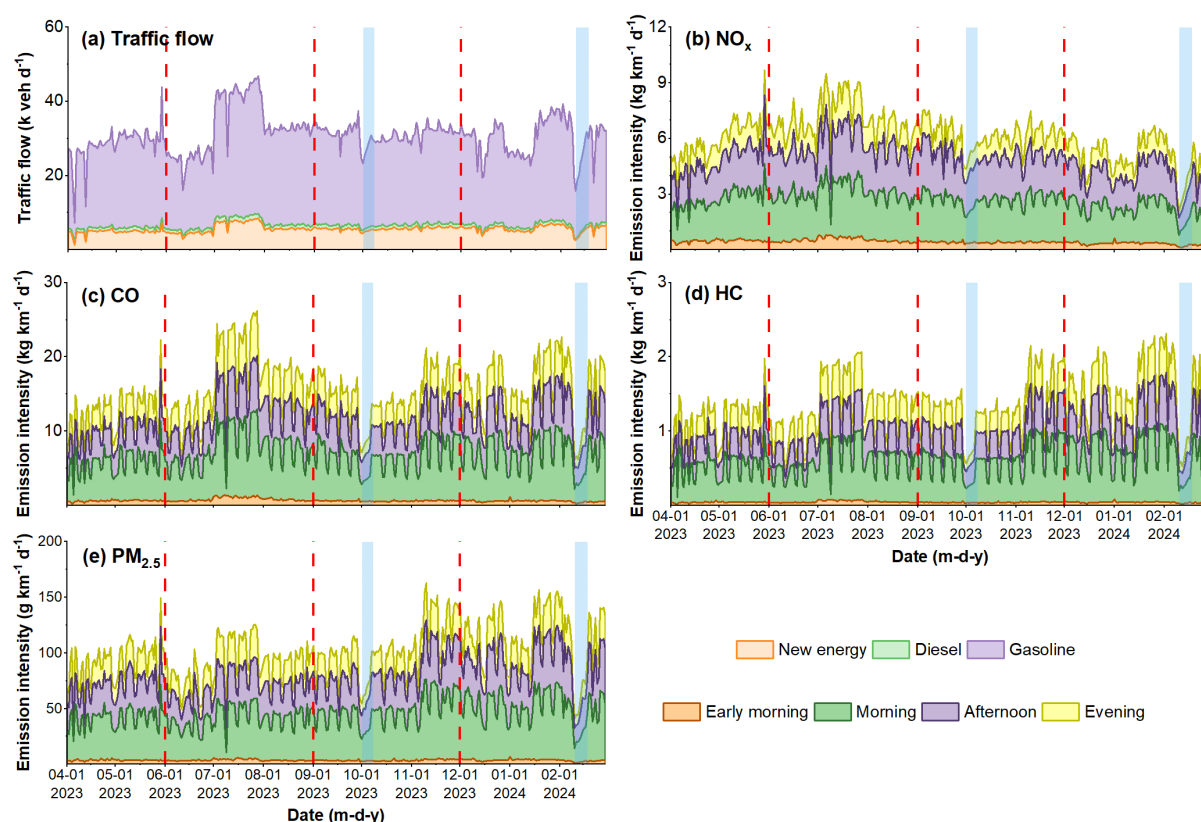 (a) Traffic flow
Traffic flow (k veh d⁻¹)
60
40
20
(b) NOₓ
Emission intensity (kg km⁻¹ d⁻¹)
12
9
6
3
(c) CO
Emission intensity (kg km⁻¹ d⁻¹)
30
20
10
(d) HC
Emission intensity (kg km⁻¹ d⁻¹)
3
2
1
04-01 05-01 06-01 07-01 08-01 09-01 10-01 11-01 12-01 01-01 02-01
2023 2023 2023 2023 2023 2023 2023 2023 2023 2024 2024
Date (m-d-y)
(e) PM₂.₅
Emission intensity (g km⁻¹ d⁻¹)
200
150
100
50
04-01 05-01 06-01 07-01 08-01 09-01 10-01 11-01 12-01 01-01 02-01
2023 2023 2023 2023 2023 2023 2023 2023 2023 2024 2024
Date (m-d-y)
New energy Diesel Gasoline
Early morning Morning Afternoon Evening